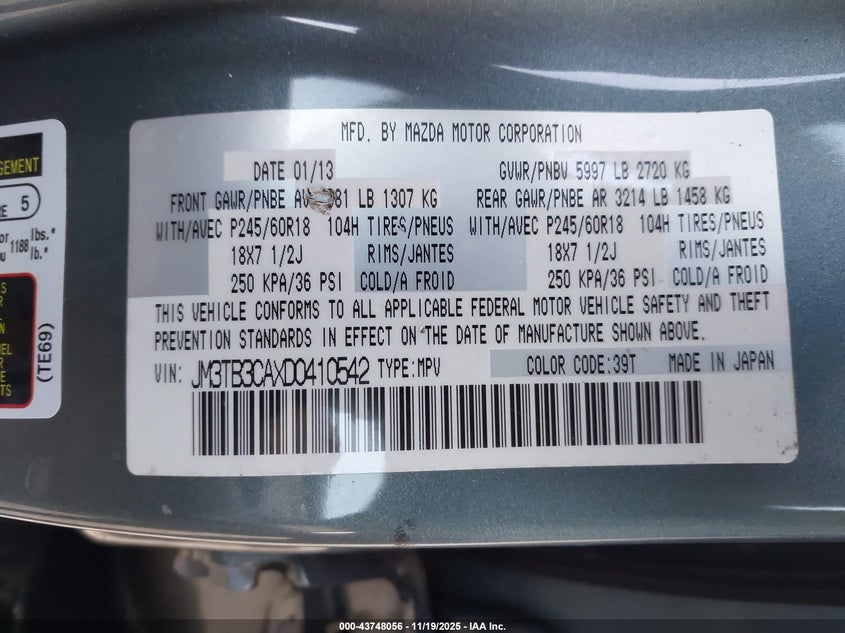 MFD. BY MAZDA MOTOR CORPORATION
DATE 01/13 GVWR/PNBV 5997 LB 2720 KG
FRONT GAWR/PNBE AV 81 LB 1307 KG REAR GAWR/PNBE AR 3214 LB 1458 KG
WITH/AVEC P245/60R18 104H TIRES/PNEUS WITH/AVEC P245/60R18 104H TIRES/PNEUS
18X7 1/2J RIMS/JANTES 18X7 1/2J RIMS/JANTES
250 KPA/36 PSI COLD/A FROID 250 KPA/36 PSI COLD/A FROID
THIS VEHICLE CONFORMS TO ALL APPLICABLE FEDERAL MOTOR VEHICLE SAFETY AND THEFT
PREVENTION STANDARDS IN EFFECT ON THE DATE OF MANUFACTURE SHOWN ABOVE.
VIN: JM3TB3CAXD0410542 TYPE:MPV COLOR CODE:39T MADE IN JAPAN
5
1188 lbs.*
lb.*
(TE69)
000-43748056 - 11/19/2025 - IAA Inc.